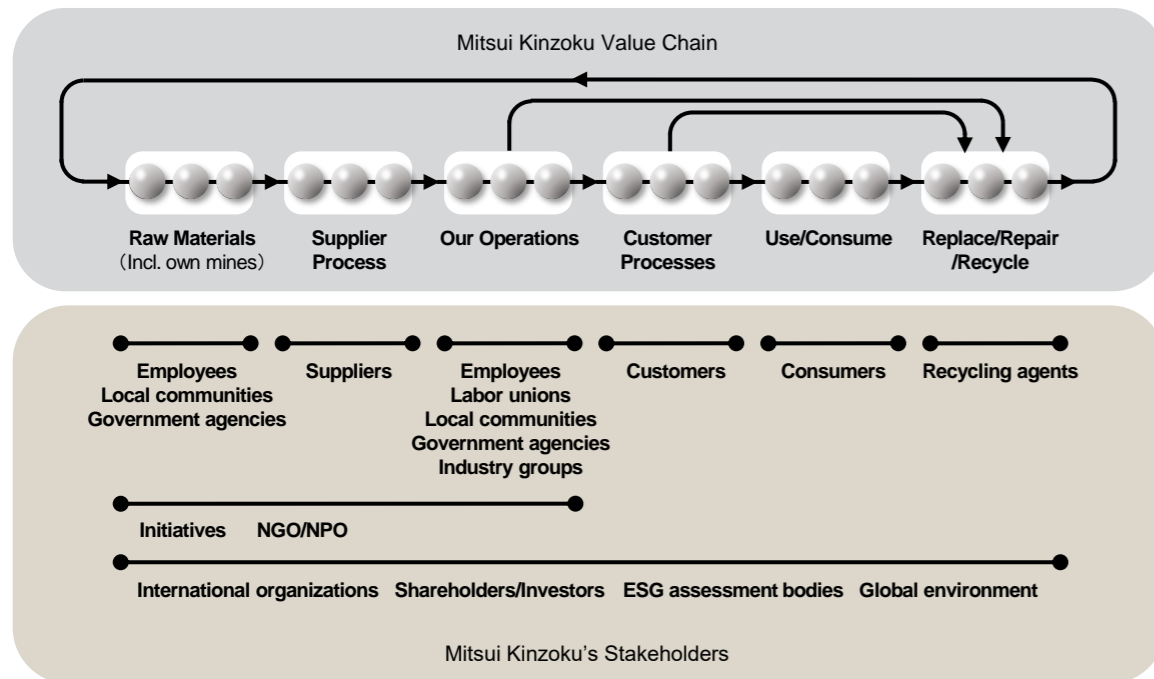 Mitsui Kinzoku Value Chain
Raw Materials
（Incl. own mines）
Supplier
Process
Our Operations
Customer
Processes
Use/Consume
Replace/Repair
/Recycle
Employees
Local communities
Government agencies
Suppliers
Employees
Labor unions
Local communities
Government agencies
Industry groups
Customers
Consumers
Recycling agents
Initiatives NGO/NPO
International organizations Shareholders/Investors ESG assessment bodies Global environment
Mitsui Kinzoku’s Stakeholders